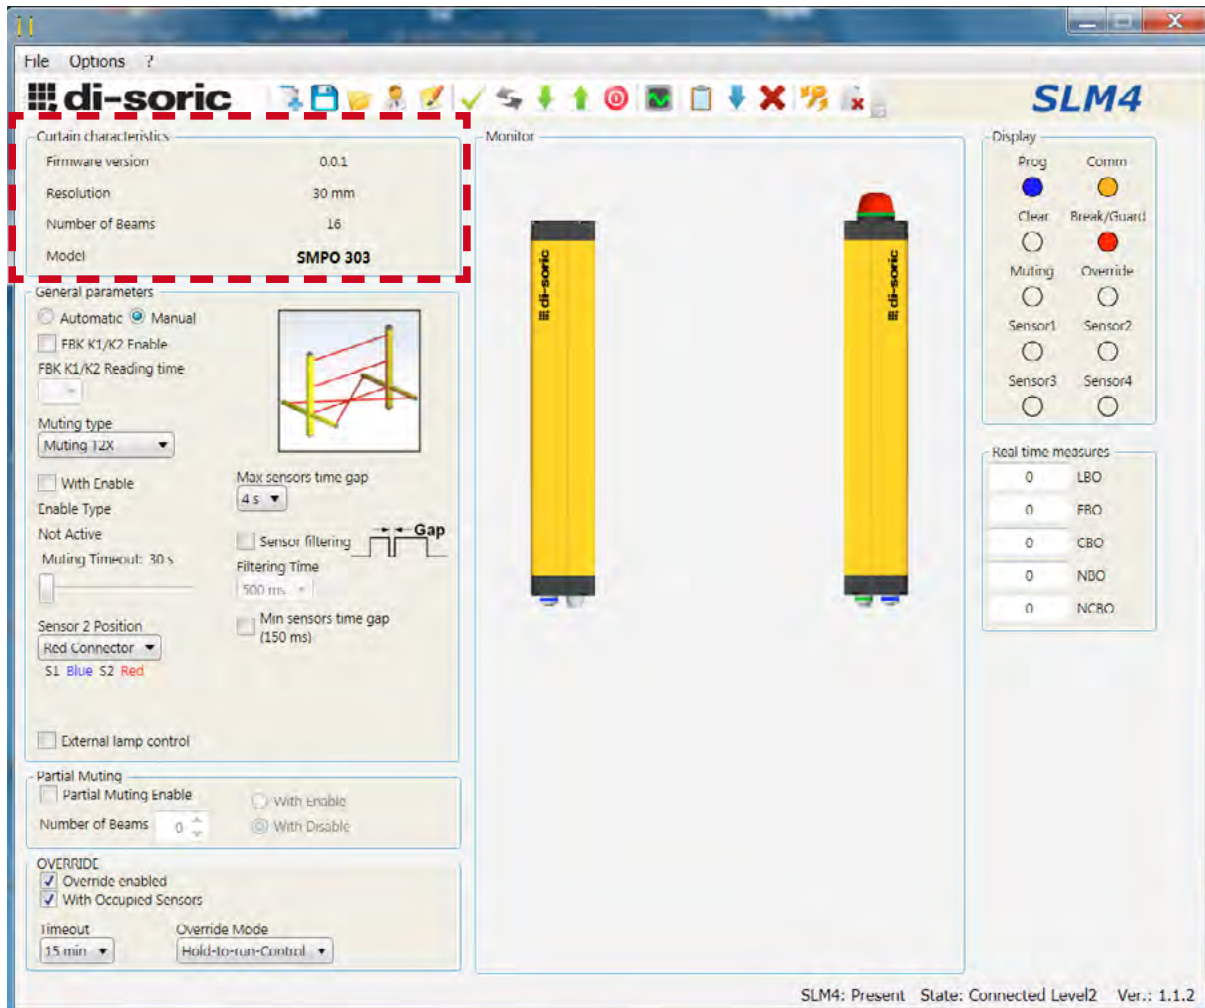 File Options ?
di-soric
SLM4
Curtain characteristics
Firmware version 0.0.1
Resolution 30 mm
Number of Beams 16
Model SMPO 303
General parameters
Automatic Manual
FBK K1/K2 Enable
FBK K1/K2 Reading time
Muting type
Muting T2X
With Enable
Enable Type
Not Active
Muting Timeout: 30 s
Max sensors time gap
4 s
Sensor filtering
Gap
Filtering Time
500 ms
Min sensors time gap
(150 ms)
Sensor 2 Position
Red Connector
S1 Blue S2 Red
External lamp control
Partial Muting
Partial Muting Enable
Number of Beams 0
With Enable
With Disable
OVERRIDE
Override enabled
With Occupied Sensors
Timeout
15 min
Override Mode
Hold-to-run-Control
Monitor
di-soric
di-soric
Display
Prog Comm
Clear Break/Guard
Muting Override
Sensor1 Sensor2
Sensor3 Sensor4
Real time measures
0 LBO
0 FBO
0 CBO
0 NBO
0 NCBO
SLM4: Present State: Connected Level2 Ver.: 1.1.2